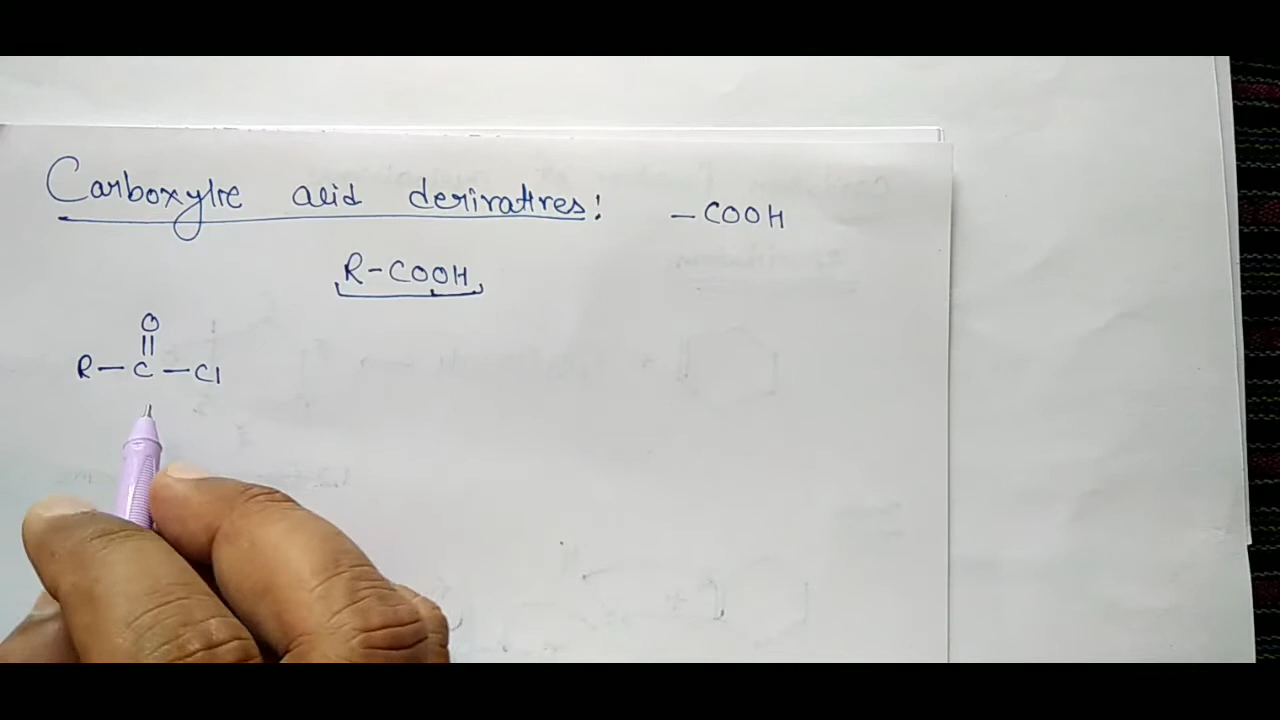 Carboxylic acid derivatives: -COOH
R-COOH
O
||
R-C-Cl